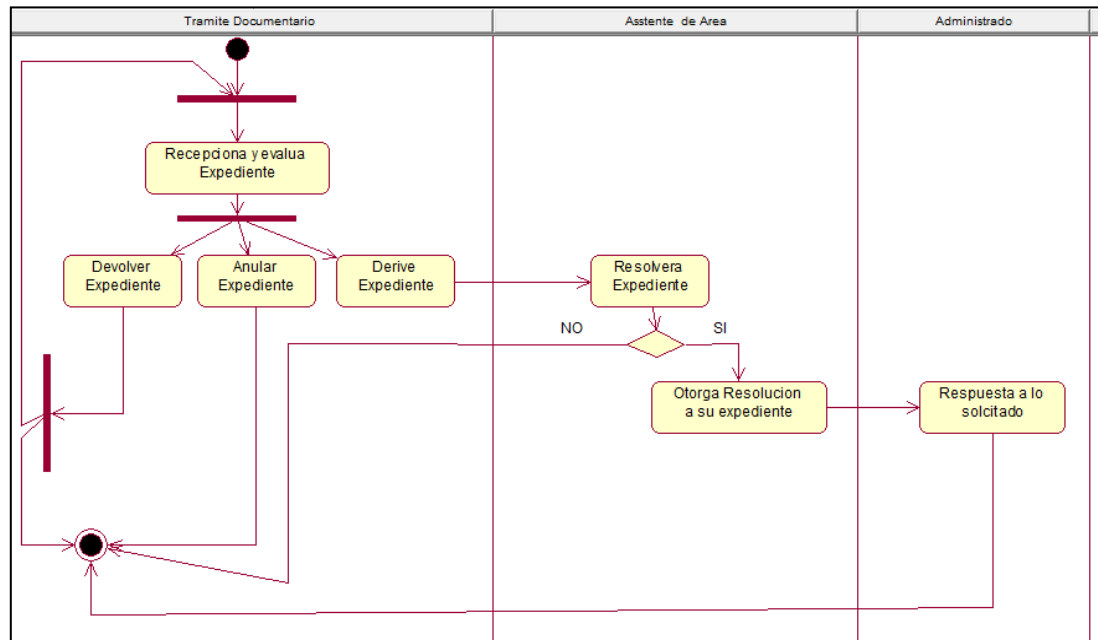 Tramite Documentario
Asstente de Area
Administrado
Recepciona y evalua
Expediente
Devolver
Expediente
Anular
Expediente
Derive
Expediente
Resolvera
Expediente
NO
SI
Otorga Resolucion
a su expediente
Respuesta a lo
solcitado